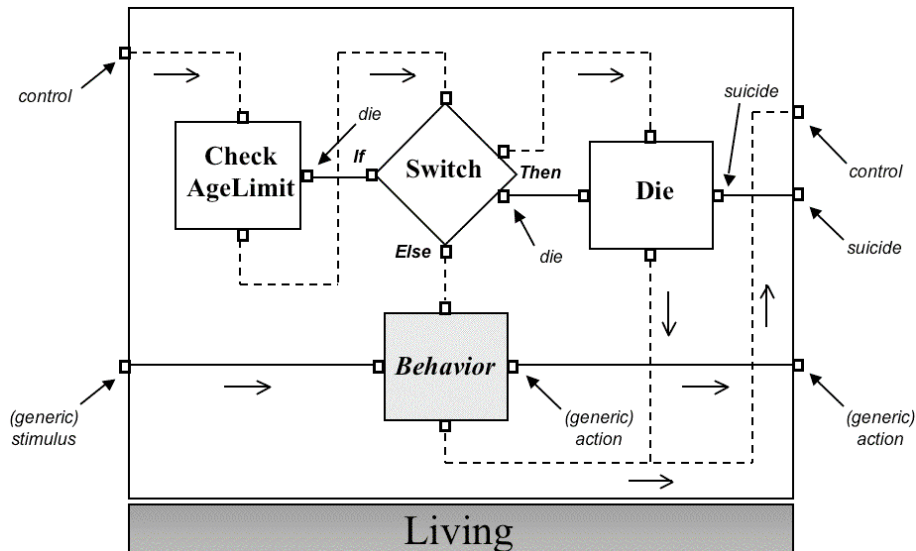 control
Check
AgeLimit
die
If
Switch
Then
die
Else
Die
suicide
control
suicide
Behavior
(generic)
stimulus
(generic)
action
(generic)
action
Living